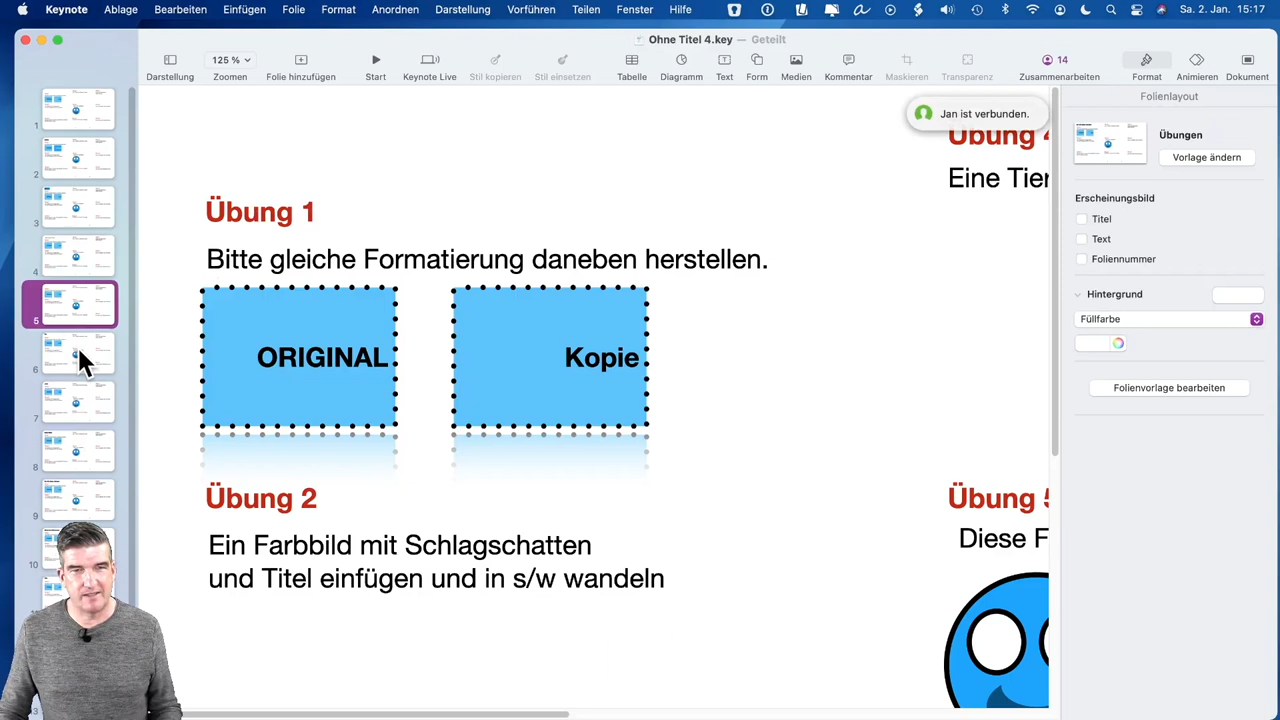 Keynote Ablage Bearbeiten Einfügen Folie Format Anordnen Darstellung Vorführen Teilen Fenster Hilfe Sa. 2. Jan. 15:17
Ohne Titel 4.key — Geteilt
125 % 14
Darstellung Zoomen Folie hinzufügen Start Keynote Live Stil kopieren Stil einsetzen Tabelle Diagramm Text Form Medien Kommentar Maskieren Transparenz Zusammenarbeiten Format Animieren Dokument
Folienlayout
Jan ist verbunden.
Übungen
Vorlage ändern
Erscheinungsbild
Titel
Text
Foliennummer
Hintergrund
Füllfarbe
Folienvorlage bearbeiten
1
2
3
4
5
6
7
8
9
10
Übung 1
Bitte gleiche Formatierung daneben herstellen.
ORIGINAL Kopie
Übung 2
Ein Farbbild mit Schlagschatten
und Titel einfügen und in s/w wandeln
Übung 4
Eine Tier
Übung 5
Diese F